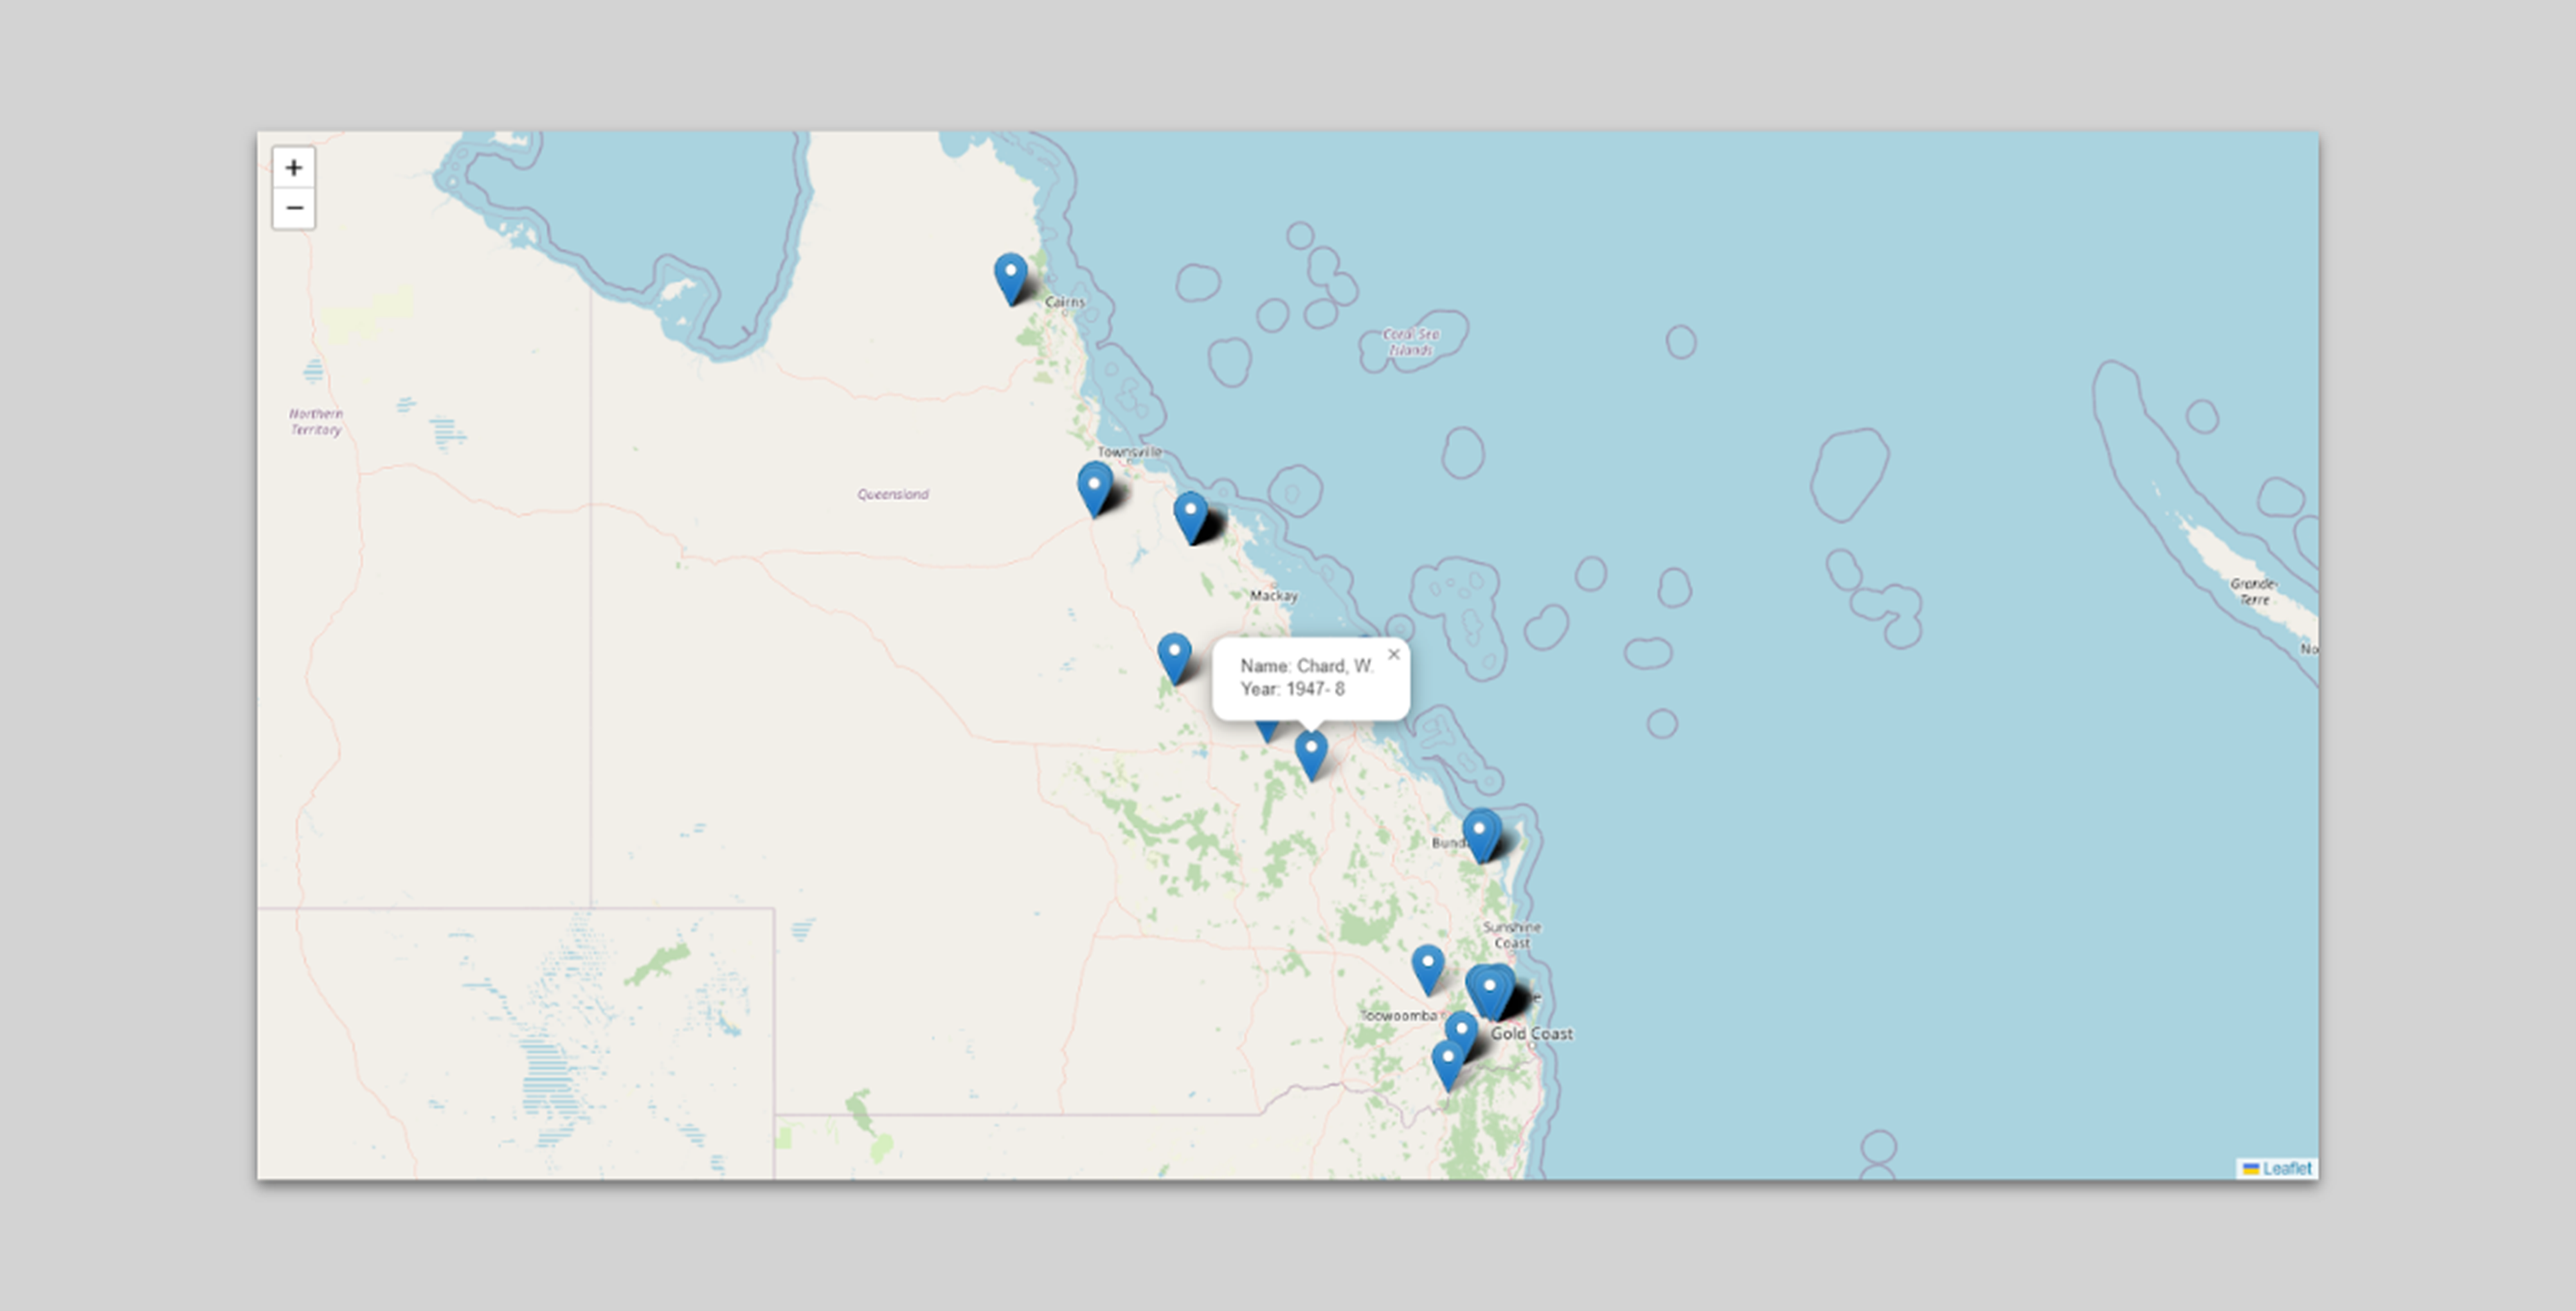 +
−
Cairns
Coral Sea
Islands
Northern
Territory
Townsville
Queensland
Mackay
Grande-
Terre
No
Name: Chard, W.
Year: 1947- 8
×
Bund
Sunshine
Coast
e
Toowoomba
Gold Coast
Leaflet